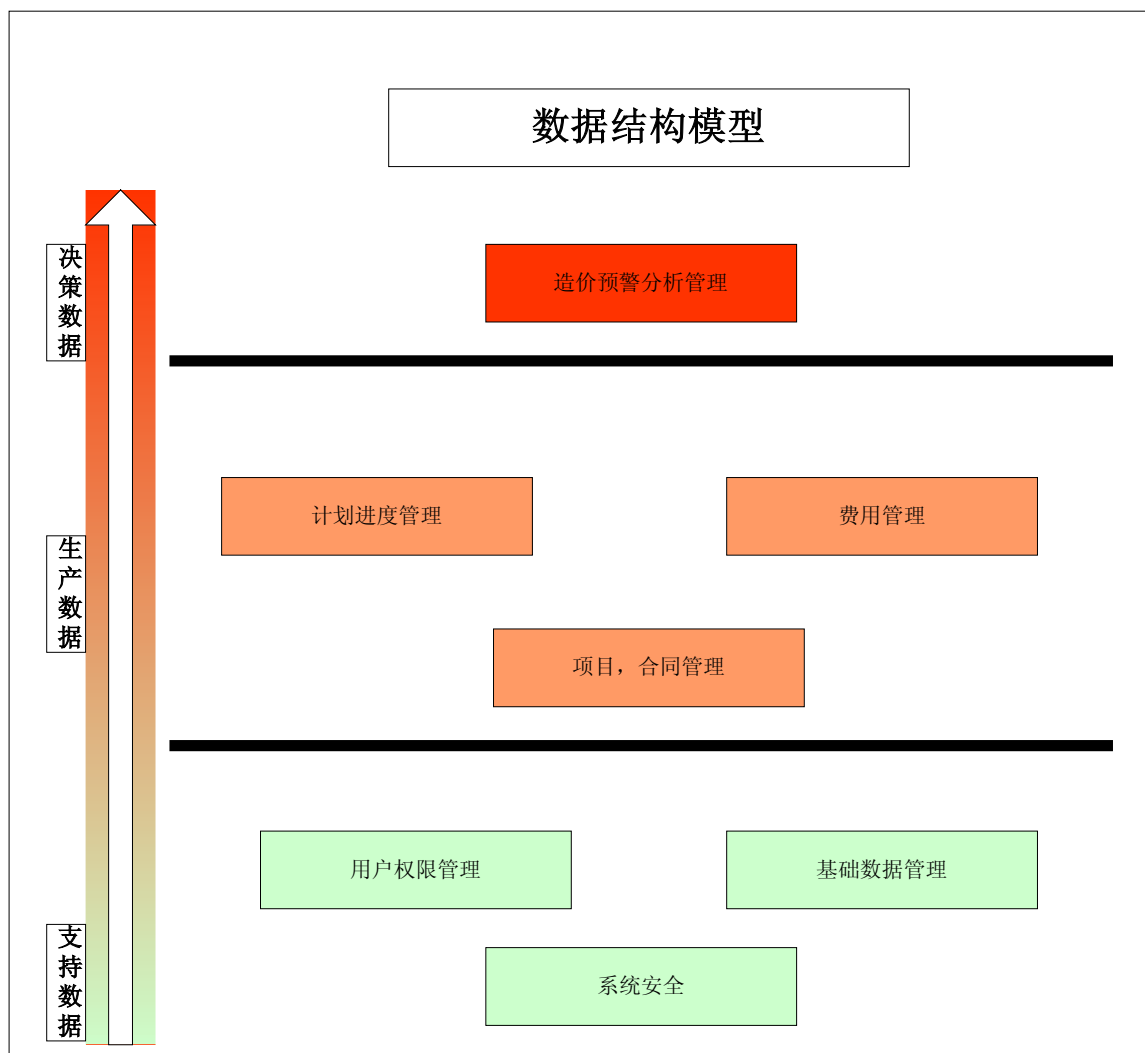 数据结构模型
决策数据
造价预警分析管理
计划进度管理
费用管理
生产数据
项目，合同管理
用户权限管理
基础数据管理
支持数据
系统安全